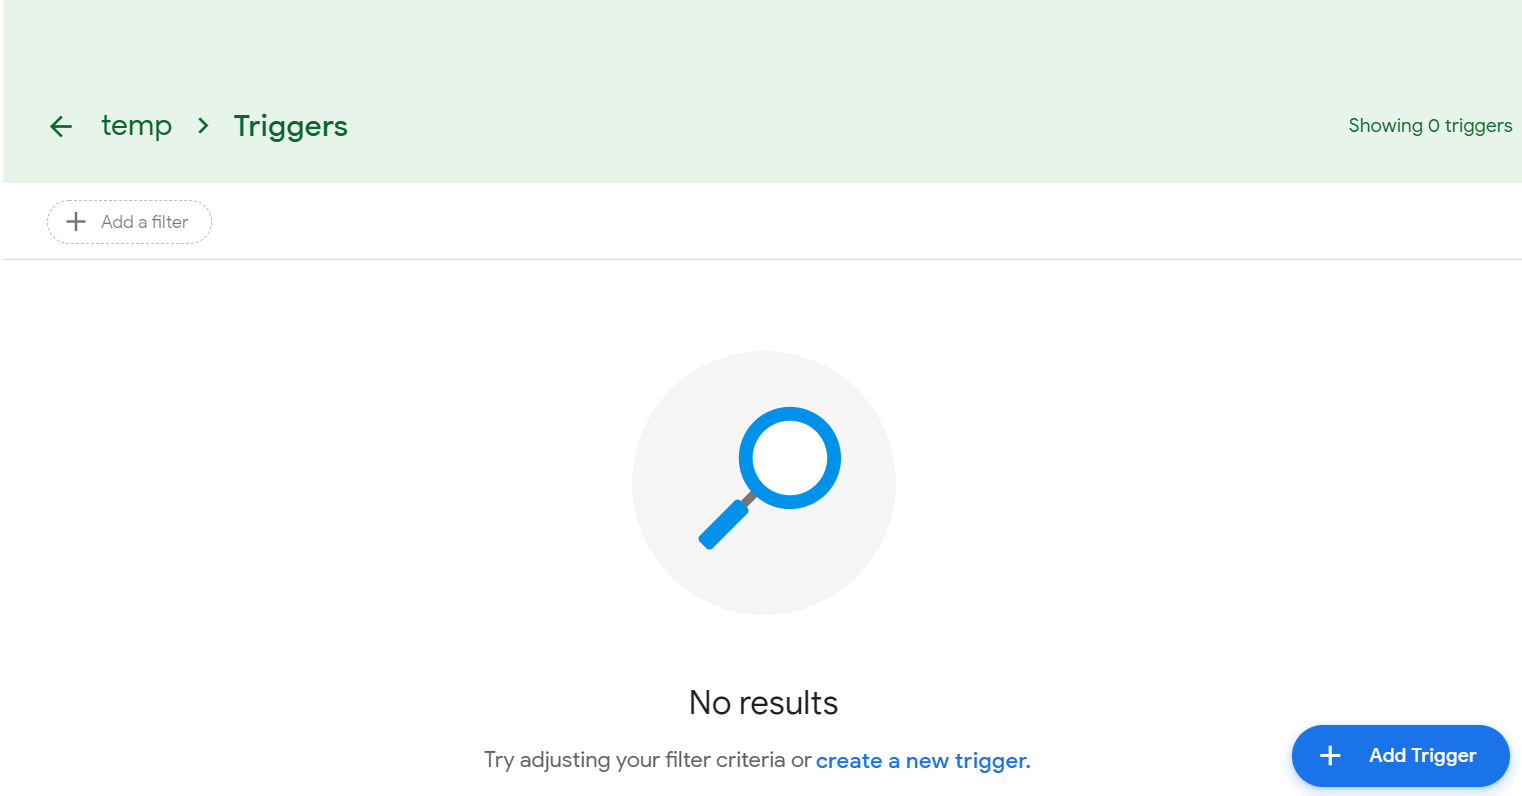 temp > Triggers
Showing 0 triggers
Add a filter
No results
Try adjusting your filter criteria or create a new trigger.
Add Trigger